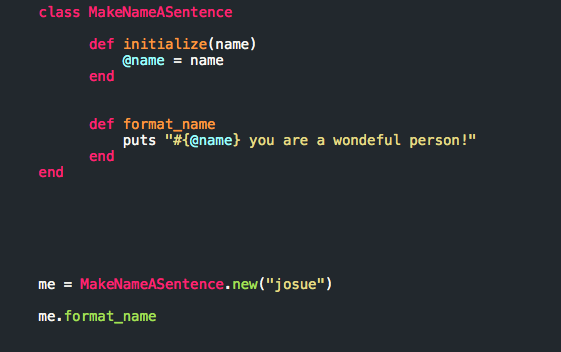 class MakeNameASentence
def initialize(name)
@name = name
end
def format_name
puts "#{@name} you are a wondeful person!"
end
end
me = MakeNameASentence.new("josue")
me.format_name